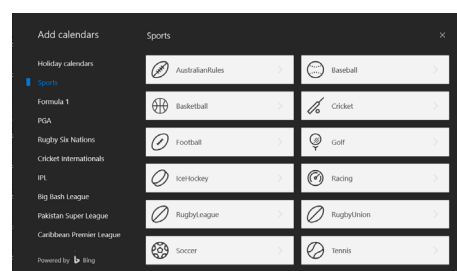 Add calendars
Holiday calendars
Sports
Formula 1
PGA
Rugby Six Nations
Cricket Internationals
IPL
Big Bash League
Pakistan Super League
Caribbean Premier League
Powered by Bing
Sports
AustralianRules
Baseball
Basketball
Cricket
Football
Golf
IceHockey
Racing
RugbyLeague
RugbyUnion
Soccer
Tennis